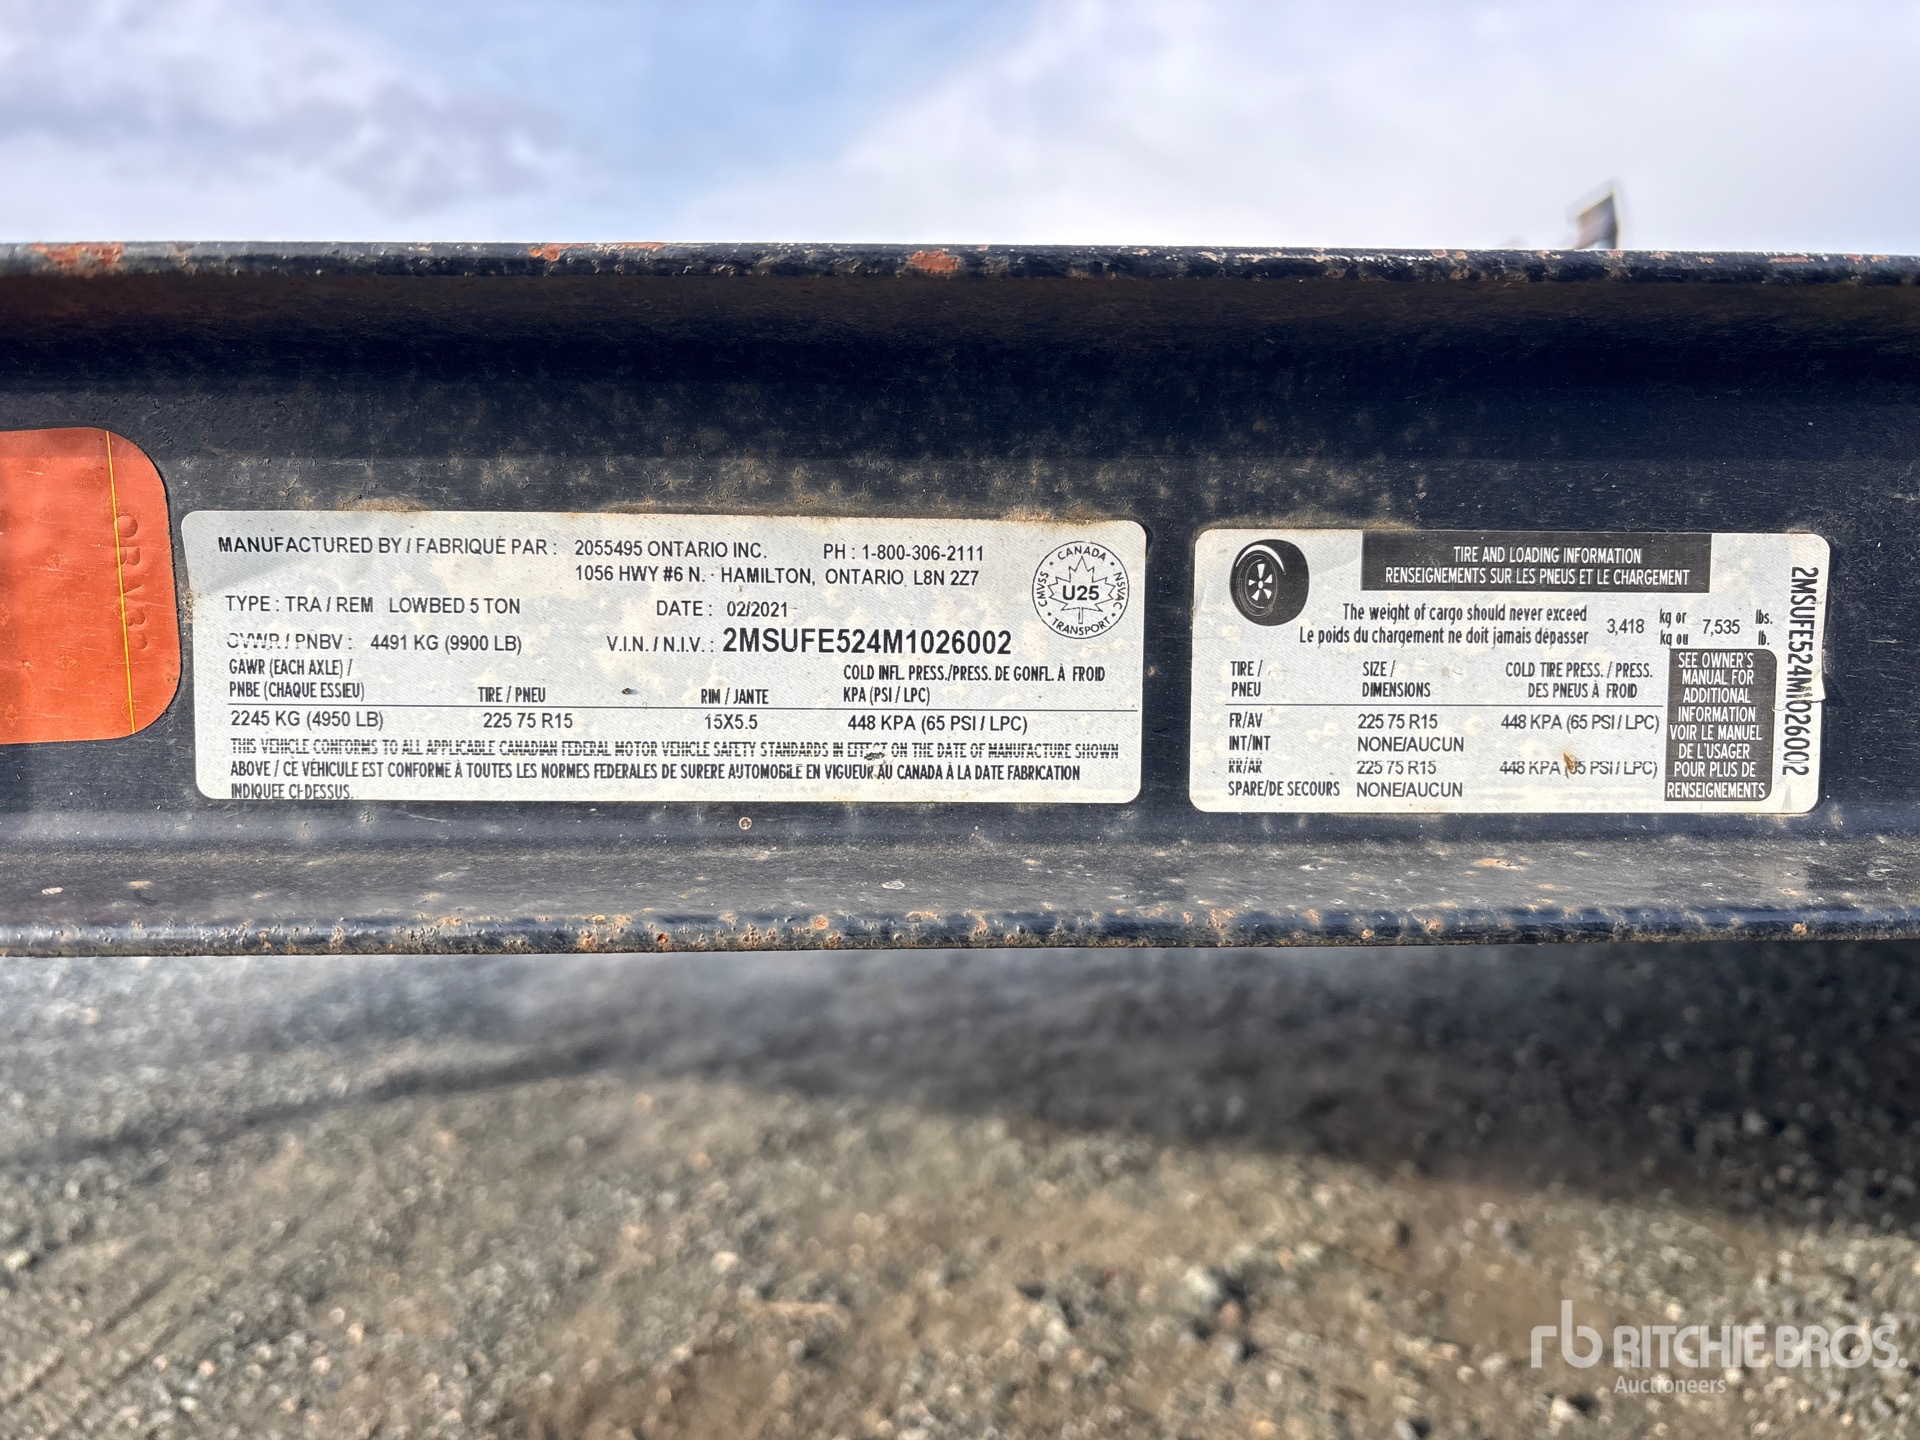 MANUFACTURED BY / FABRIQUÉ PAR : 2055495 ONTARIO INC. PH : 1-800-306-2111
1056 HWY #6 N. · HAMILTON, ONTARIO L8N 2Z7
TYPE : TRA / REM LOWBED 5 TON DATE : 02/2021
GVWR / PNBV : 4491 KG (9900 LB) V.I.N. / N.I.V. : 2MSUFE524M1026002
GAWR (EACH AXLE) / COLD INFL. PRESS./PRESS. DE GONFL. À FROID
PNBE (CHAQUE ESSIEU) TIRE / PNEU RIM / JANTE KPA (PSI / LPC)
2245 KG (4950 LB) 225 75 R15 15X5.5 448 KPA (65 PSI / LPC)
THIS VEHICLE CONFORMS TO ALL APPLICABLE CANADIAN FEDERAL MOTOR VEHICLE SAFETY STANDARDS IN EFFECT ON THE DATE OF MANUFACTURE SHOWN
ABOVE / CE VÉHICULE EST CONFORME À TOUTES LES NORMES FEDERALES DE SURERE AUTOMOBILE EN VIGUEUR AU CANADA À LA DATE FABRICATION
INDIQUEE CI-DESSUS.
CANADA
CMVSS U25 NSVAC
TRANSPORT
TIRE AND LOADING INFORMATION
RENSEIGNEMENTS SUR LES PNEUS ET LE CHARGEMENT
The weight of cargo should never exceed 3,418 kg or 7,535 lbs.
Le poids du chargement ne doit jamais dépasser kg ou lb.
TIRE / SIZE / COLD TIRE PRESS. / PRESS.
PNEU DIMENSIONS DES PNEUS À FROID
FR/AV 225 75 R15 448 KPA (65 PSI / LPC)
INT/INT NONE/AUCUN
RR/AR 225 75 R15 448 KPA (65 PSI / LPC)
SPARE/DE SECOURS NONE/AUCUN
SEE OWNER'S
MANUAL FOR
ADDITIONAL
INFORMATION
VOIR LE MANUEL
DE L'USAGER
POUR PLUS DE
RENSEIGNEMENTS
2MSUFE524M1026002
rb RITCHIE BROS.
Auctioneers